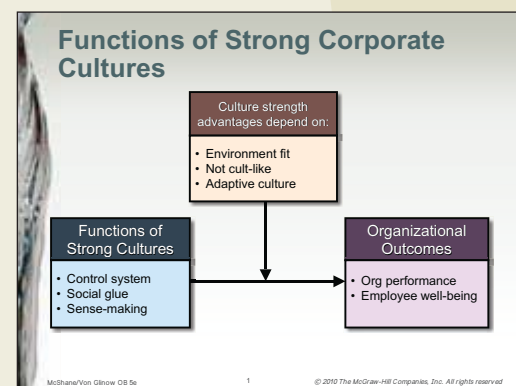 Functions of Strong Corporate
Cultures
Culture strength
advantages depend on:
• Environment fit
• Not cult-like
• Adaptive culture
Functions of
Strong Cultures
• Control system
• Social glue
• Sense-making
Organizational
Outcomes
• Org performance
• Employee well-being
McShane/Von Glinow OB 5e
1
© 2010 The McGraw-Hill Companies, Inc. All rights reserved